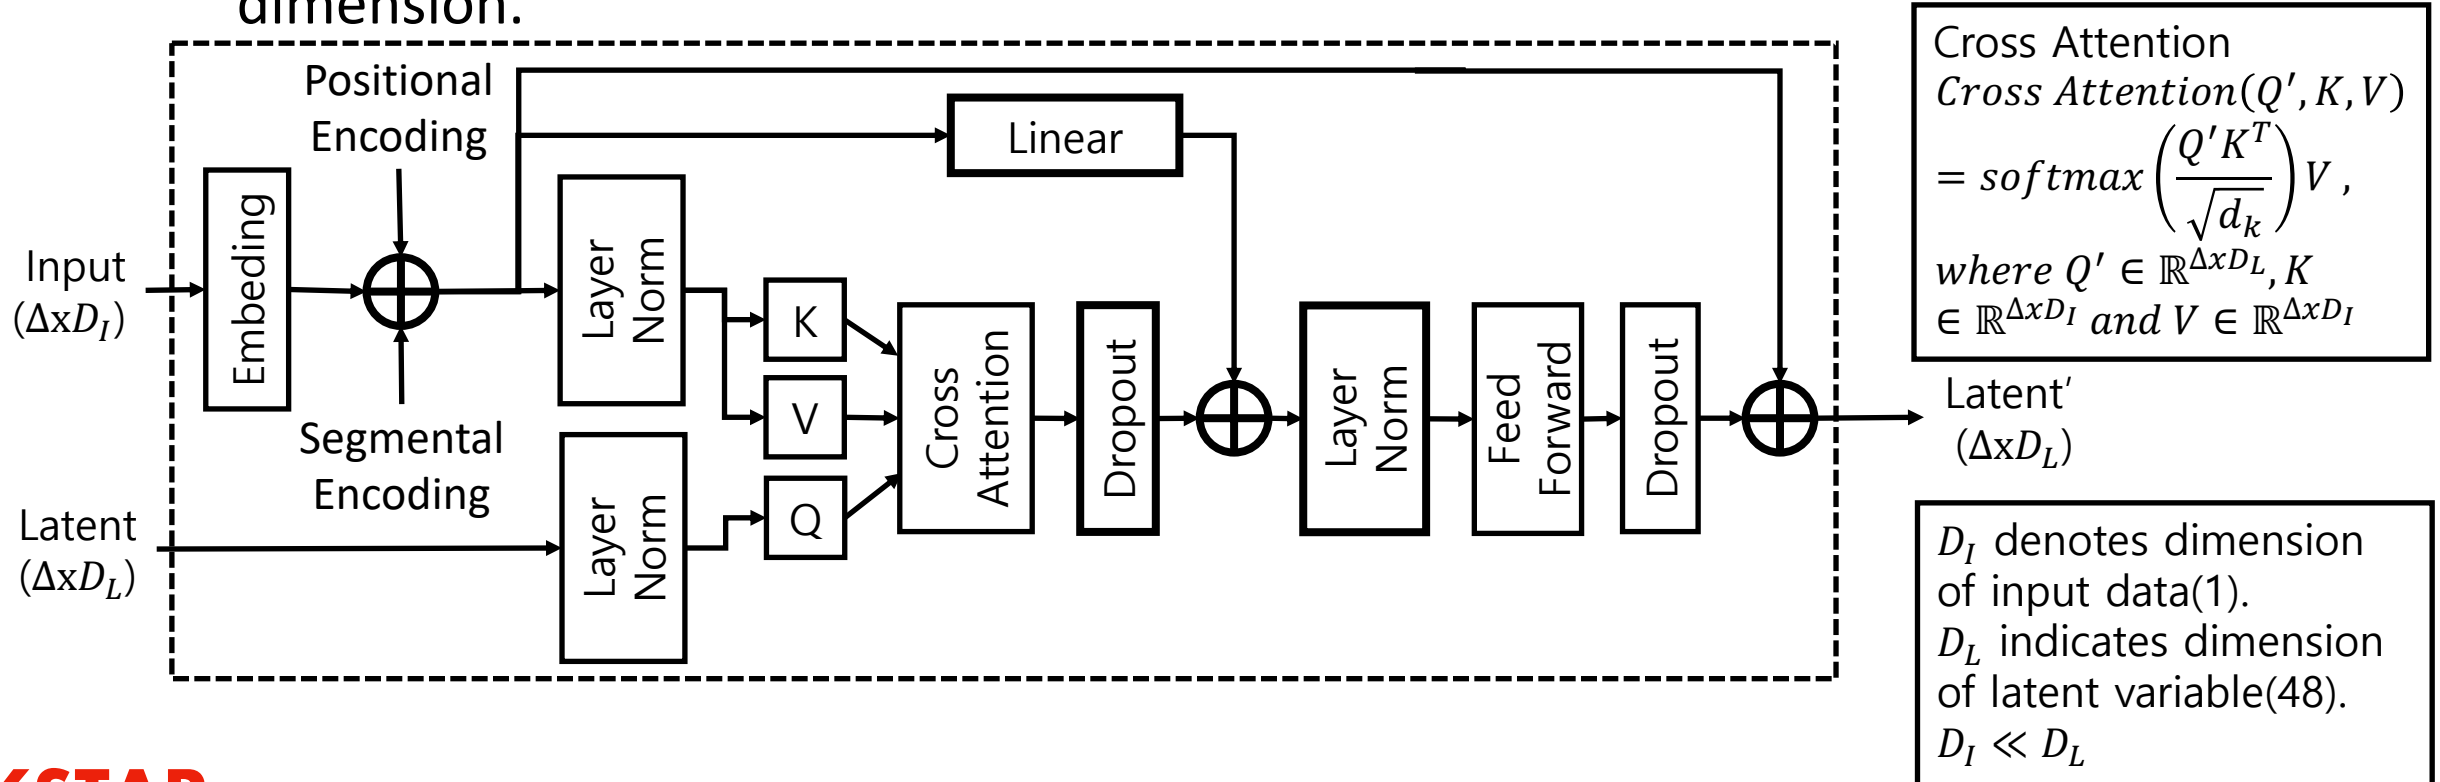 dimension.
Positional
Encoding
Embeding
Segmental
Encoding
Input
(ΔxD_I)
Latent
(ΔxD_L)
Layer
Norm
Layer
Norm
K
V
Q
Cross
Attention
Dropout
Linear
Layer
Norm
Feed
Forward
Dropout
Cross Attention
Cross Attention(Q′, K, V)
= softmax(Q′K^T / √d_k) V ,
where Q′ ∈ ℝ^{ΔxD_L}, K
∈ ℝ^{ΔxD_I} and V ∈ ℝ^{ΔxD_I}
Latent′
(ΔxD_L)
D_I denotes dimension
of input data(1).
D_L indicates dimension
of latent variable(48).
D_I ≪ D_L
KSTAR